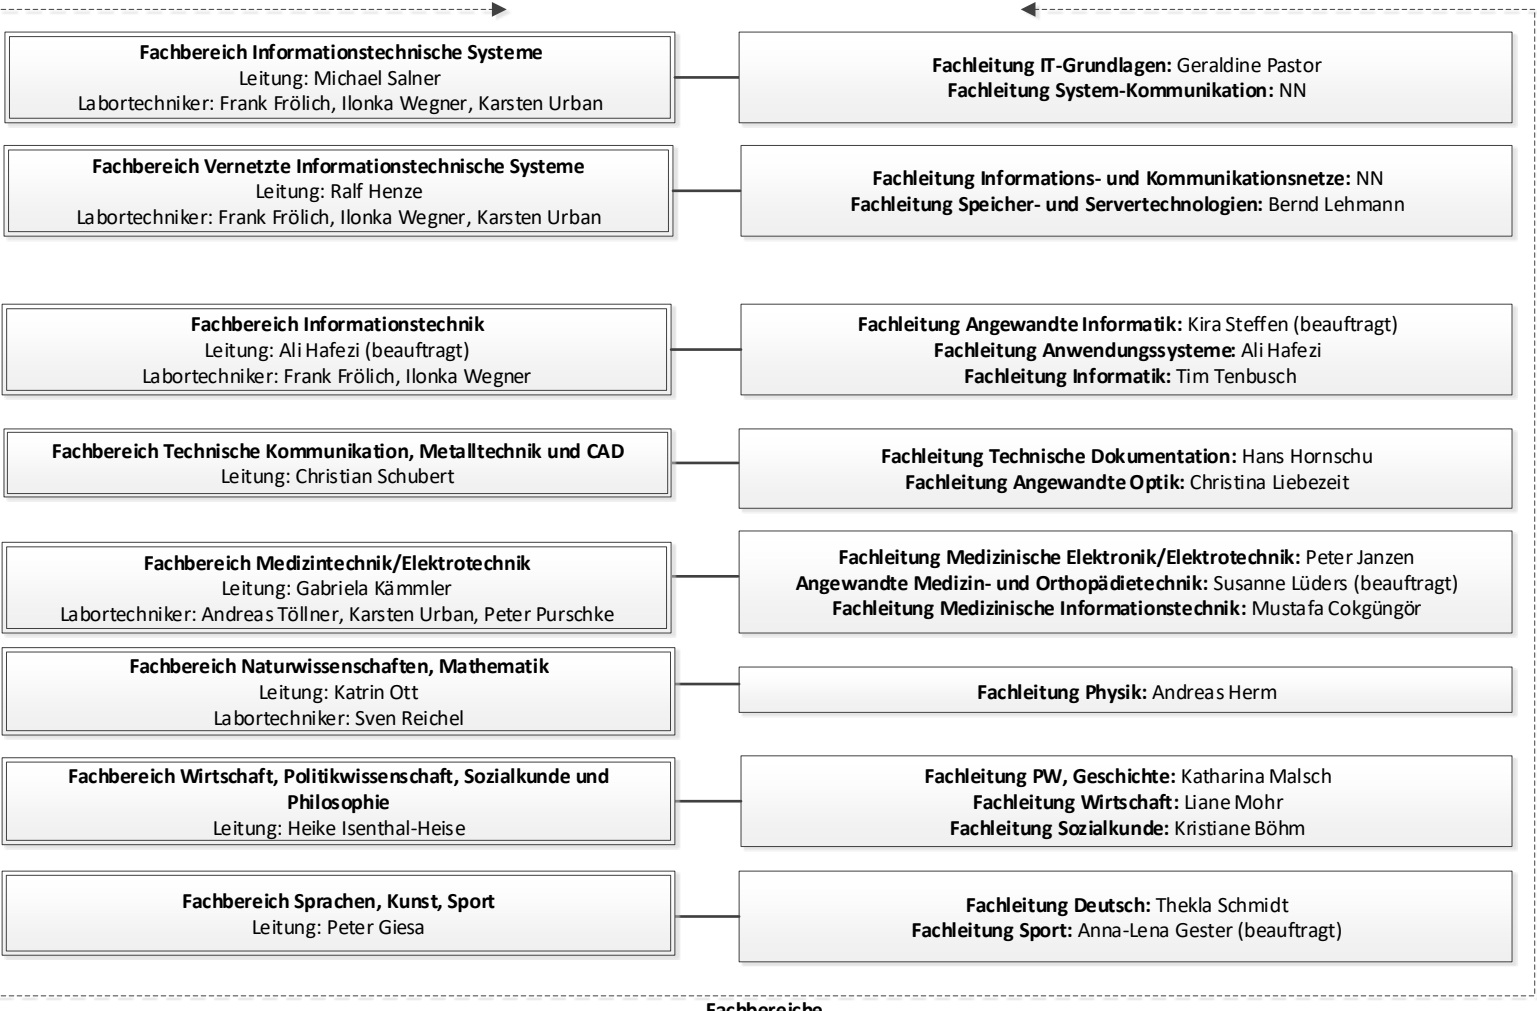 Fachbereich Informationstechnische Systeme
Leitung: Michael Salner
Labortechniker: Frank Frölich, Ilonka Wegner, Karsten Urban
Fachleitung IT-Grundlagen: Geraldine Pastor
Fachleitung System-Kommunikation: NN
Fachbereich Vernetzte Informationstechnische Systeme
Leitung: Ralf Henze
Labortechniker: Frank Frölich, Ilonka Wegner, Karsten Urban
Fachleitung Informations- und Kommunikationsnetze: NN
Fachleitung Speicher- und Servertechnologien: Bernd Lehmann
Fachbereich Informationstechnik
Leitung: Ali Hafezi (beauftragt)
Labortechniker: Frank Frölich, Ilonka Wegner
Fachleitung Angewandte Informatik: Kira Steffen (beauftragt)
Fachleitung Anwendungssysteme: Ali Hafezi
Fachleitung Informatik: Tim Tenbusch
Fachbereich Technische Kommunikation, Metalltechnik und CAD
Leitung: Christian Schubert
Fachleitung Technische Dokumentation: Hans Hornschu
Fachleitung Angewandte Optik: Christina Liebezeit
Fachbereich Medizintechnik/Elektrotechnik
Leitung: Gabriela Kämmler
Labortechniker: Andreas Töllner, Karsten Urban, Peter Purschke
Fachleitung Medizinische Elektronik/Elektrotechnik: Peter Janzen
Angewandte Medizin- und Orthopädietechnik: Susanne Lüders (beauftragt)
Fachleitung Medizinische Informationstechnik: Mustafa Cokgüngör
Fachbereich Naturwissenschaften, Mathematik
Leitung: Katrin Ott
Labortechniker: Sven Reichel
Fachleitung Physik: Andreas Herm
Fachbereich Wirtschaft, Politikwissenschaft, Sozialkunde und
Philosophie
Leitung: Heike Isenthal-Heise
Fachleitung PW, Geschichte: Katharina Malsch
Fachleitung Wirtschaft: Liane Mohr
Fachleitung Sozialkunde: Kristiane Böhm
Fachbereich Sprachen, Kunst, Sport
Leitung: Peter Giesa
Fachleitung Deutsch: Thekla Schmidt
Fachleitung Sport: Anna-Lena Gester (beauftragt)
Fachbereiche